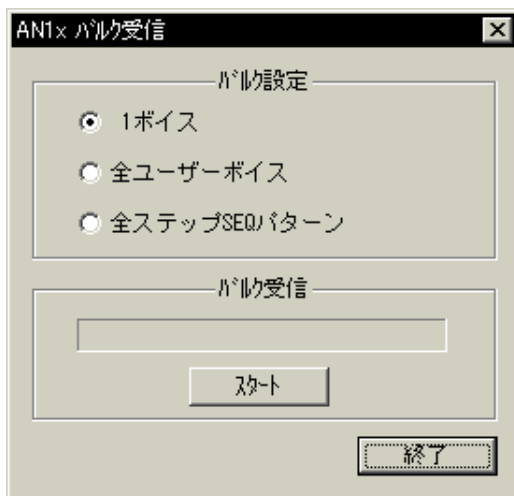 AN1x ﾊﾞﾙｸ受信
ﾊﾞﾙｸ設定
1ボイス
全ユーザーボイス
全ステップSEQパターン
ﾊﾞﾙｸ受信
ｽﾀｰﾄ
終了